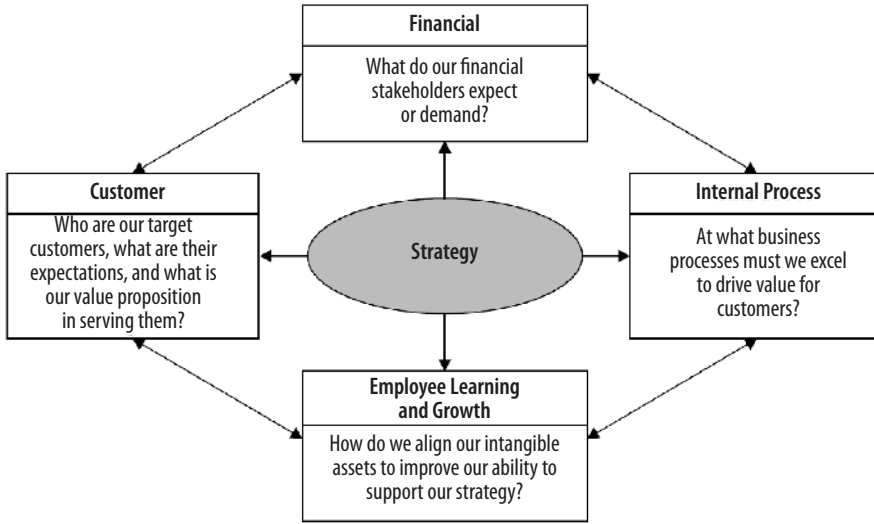 Financial
What do our financial
stakeholders expect
or demand?
Customer
Who are our target
customers, what are their
expectations, and what is
our value proposition
in serving them?
Strategy
Internal Process
At what business
processes must we excel
to drive value for
customers?
Employee Learning
and Growth
How do we align our intangible
assets to improve our ability to
support our strategy?